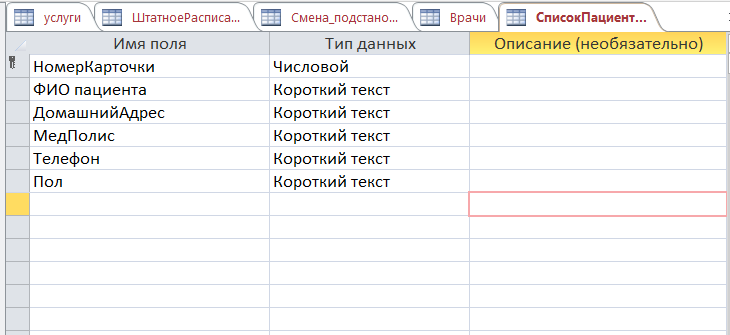 услуги ШтатноеРасписа... Смена_подстано... Врачи СписокПациент...
Имя поля Тип данных Описание (необязательно)
НомерКарточки Числовой
ФИО пациента Короткий текст
ДомашнийАдрес Короткий текст
МедПолис Короткий текст
Телефон Короткий текст
Пол Короткий текст